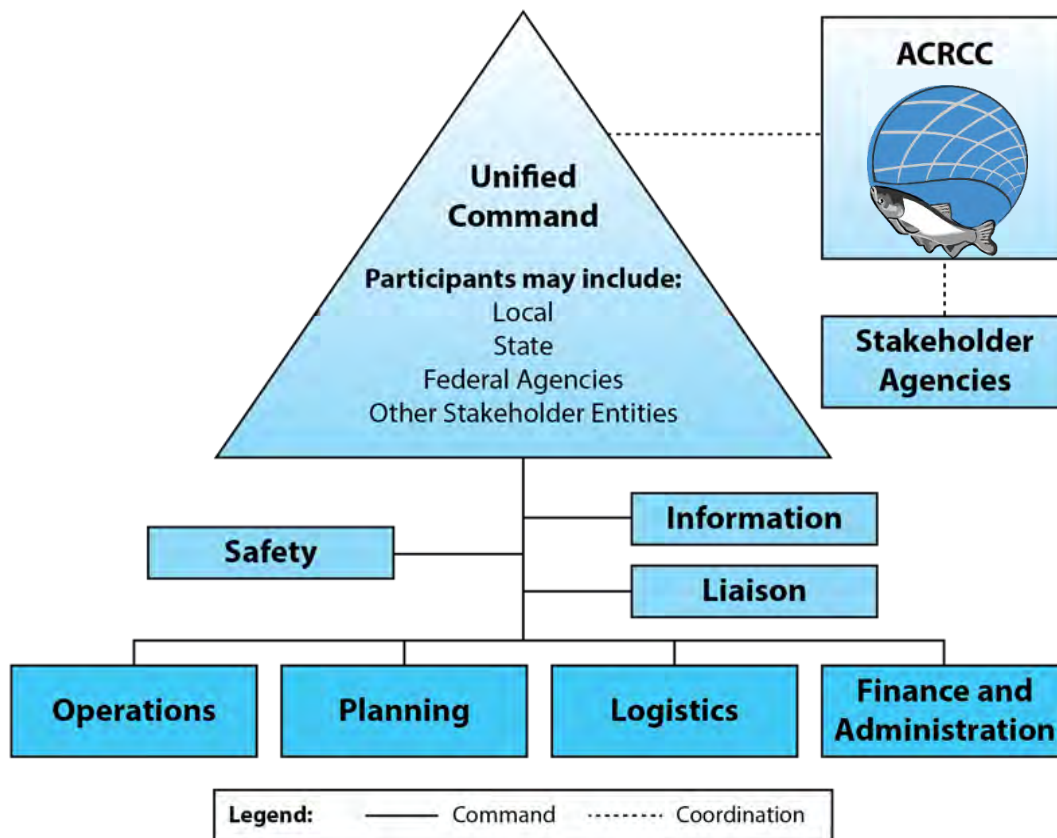 ACRCC
Unified
Command
Participants may include:
Local
State
Federal Agencies
Other Stakeholder Entities
Stakeholder
Agencies
Information
Safety
Liaison
Operations
Planning
Logistics
Finance and
Administration
Legend: Command Coordination